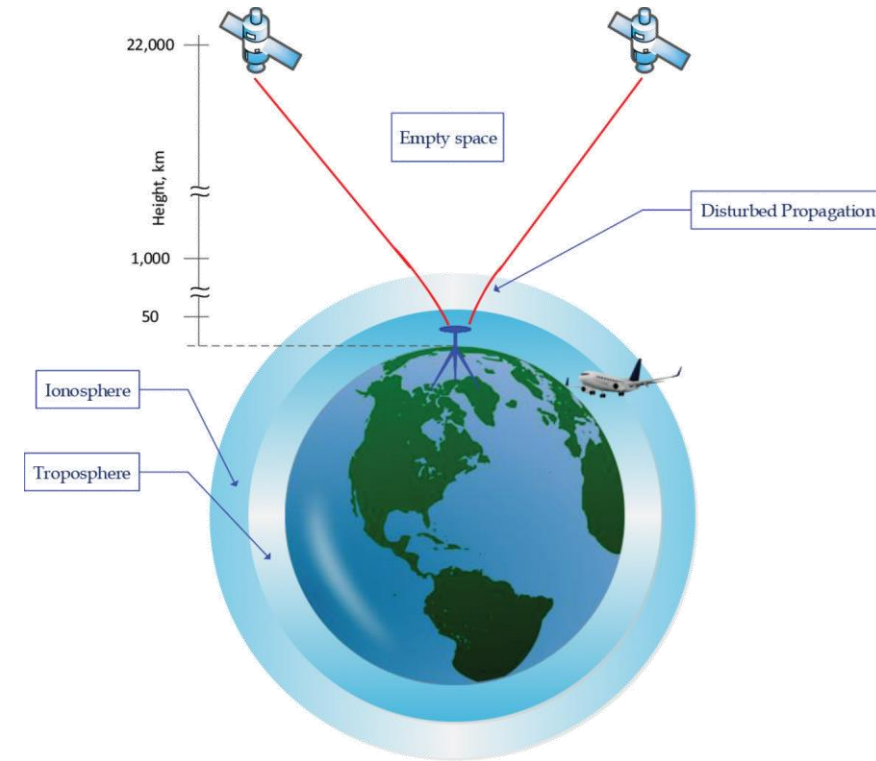 22,000
Empty space
Height, km
Disturbed Propagation
1,000
50
Ionosphere
Troposphere